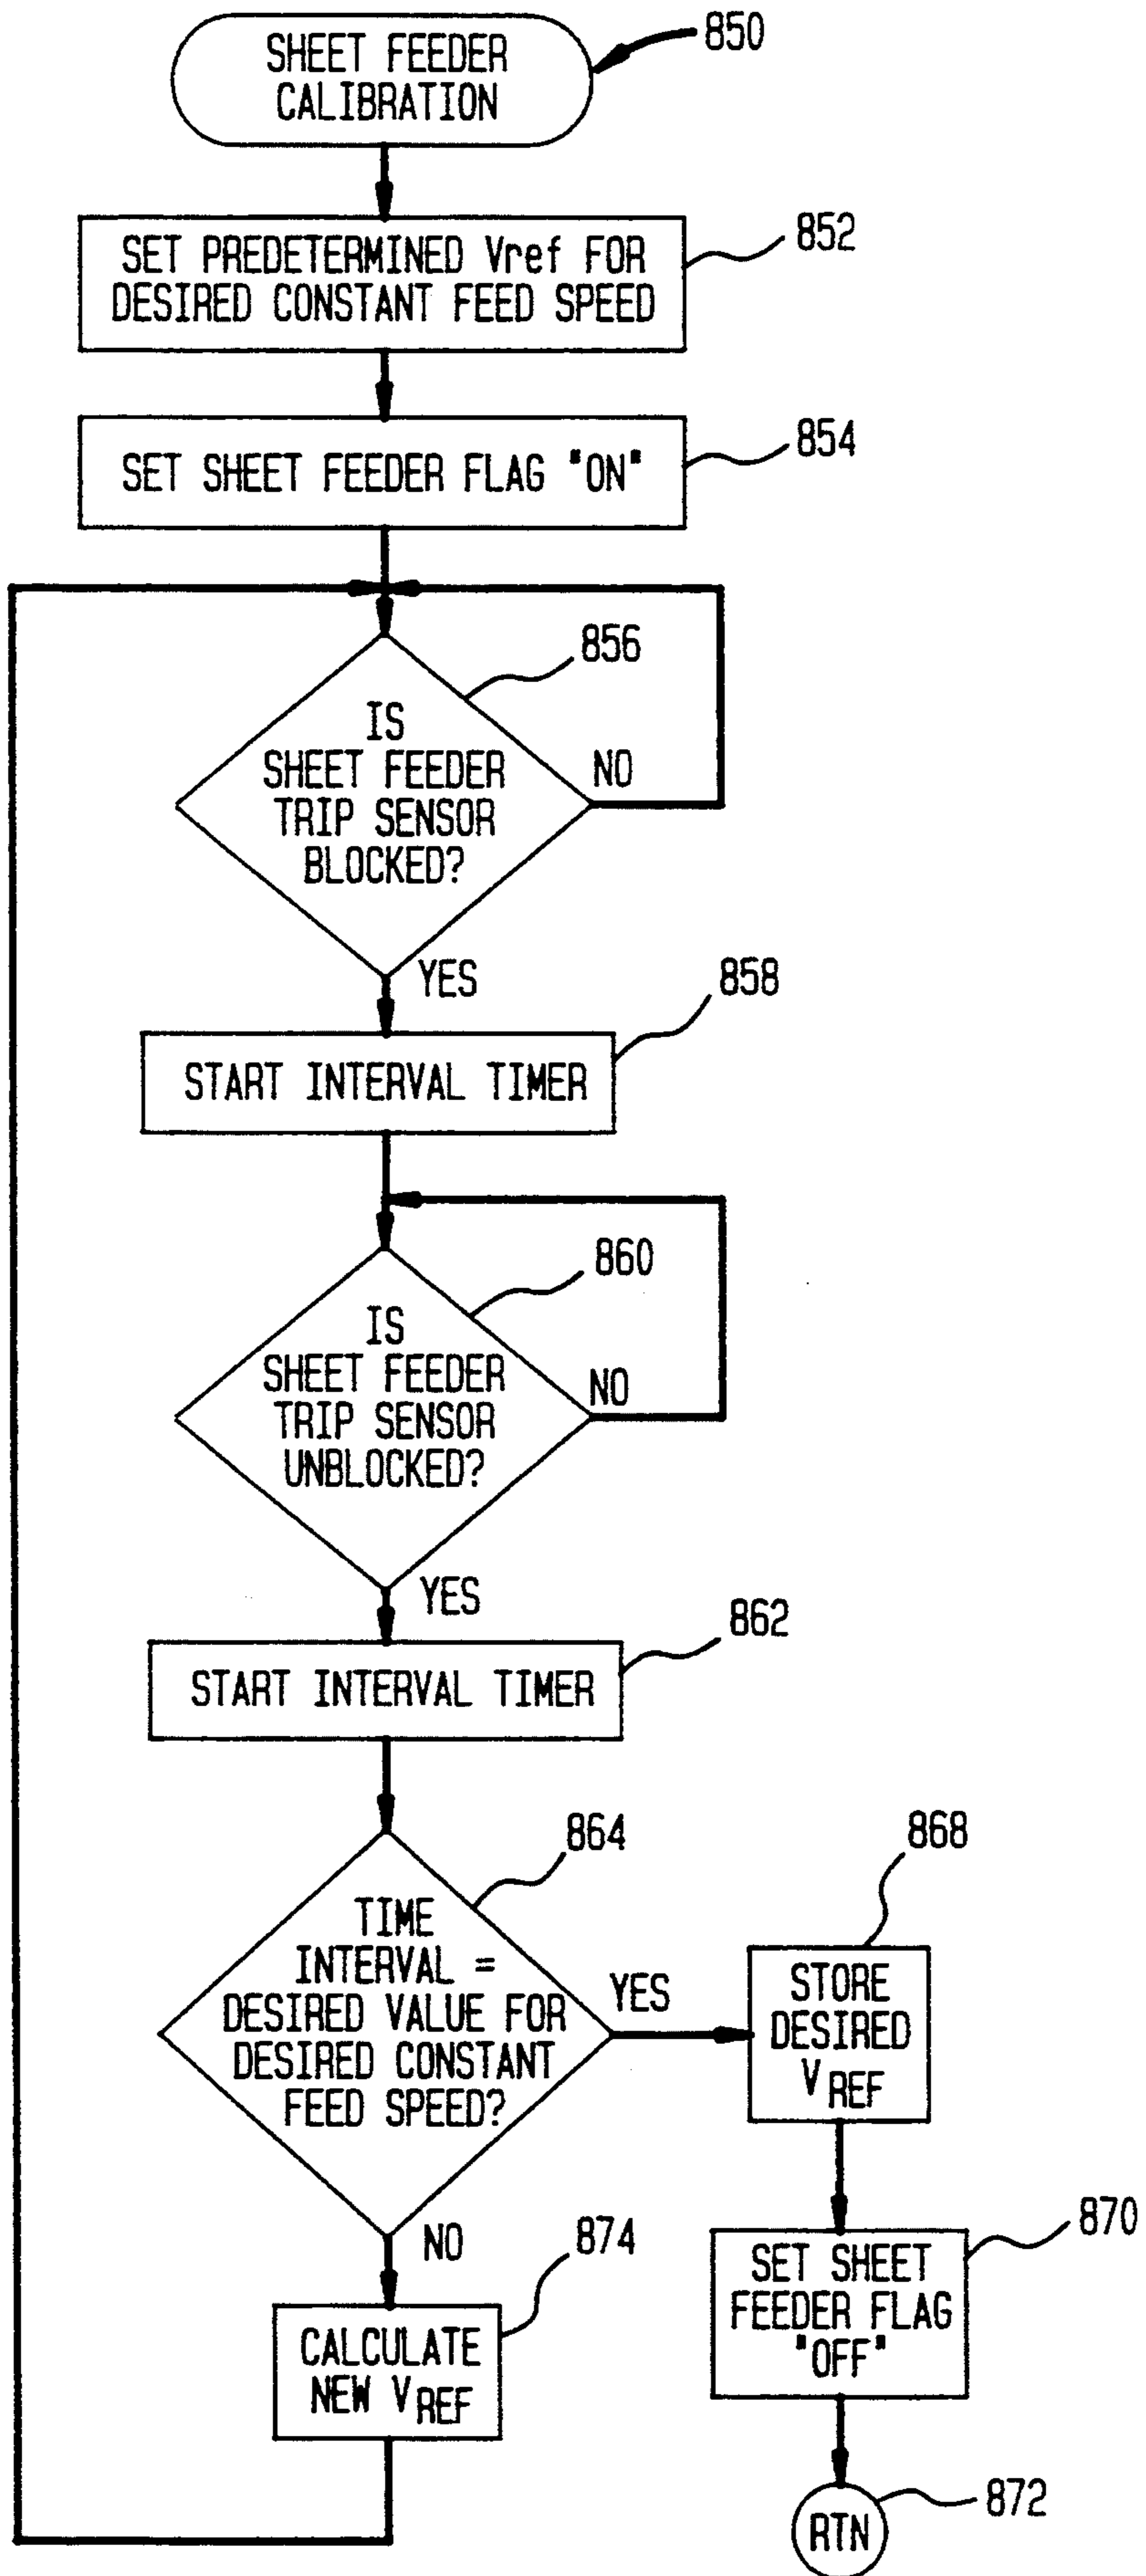 SHEET FEEDER
CALIBRATION
850
SET PREDETERMINED Vref FOR
DESIRED CONSTANT FEED SPEED
852
SET SHEET FEEDER FLAG "ON"
854
856
IS
SHEET FEEDER
TRIP SENSOR
BLOCKED?
NO
YES
858
START INTERVAL TIMER
860
IS
SHEET FEEDER
TRIP SENSOR
UNBLOCKED?
NO
YES
862
START INTERVAL TIMER
864
TIME
INTERVAL =
DESIRED VALUE FOR
DESIRED CONSTANT
FEED SPEED?
YES
NO
868
STORE
DESIRED
VREF
870
SET SHEET
FEEDER FLAG
"OFF"
874
CALCULATE
NEW VREF
872
RTN